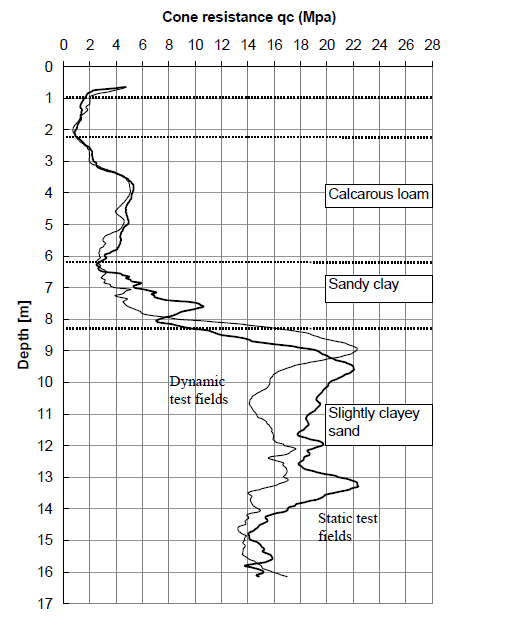 Cone resistance qc (Mpa)
0 2 4 6 8 10 12 14 16 18 20 22 24 26 28
0
1
2
3
4
Calcarous loam
5
6
7
Sandy clay
8
9
10
Dynamic
test fields
11
Slightly clayey
sand
12
13
14
Static test
fields
15
16
17
Depth [m]